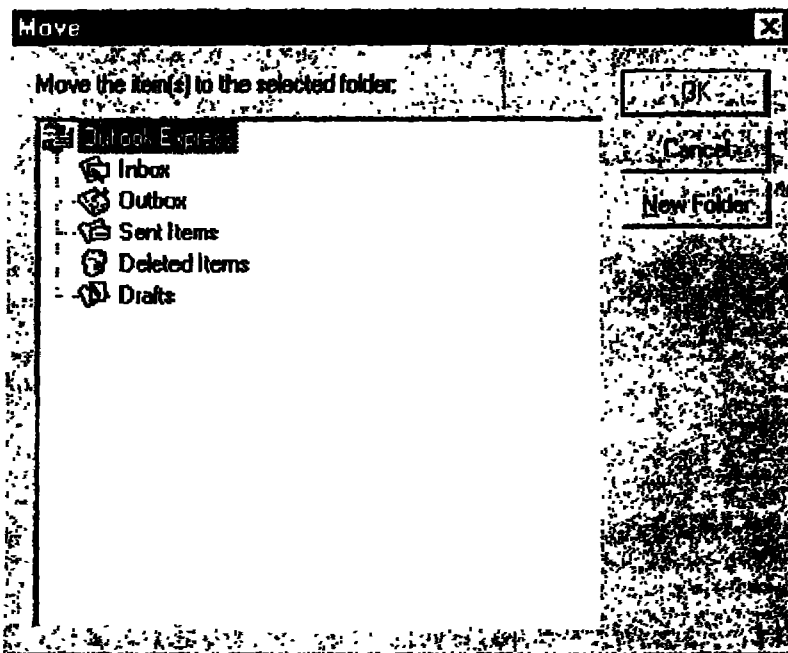 Move
Move the item(s) to the selected folder:
OK
Cancel
New Folder
Outlook Express
Inbox
Outbox
Sent Items
Deleted Items
Drafts